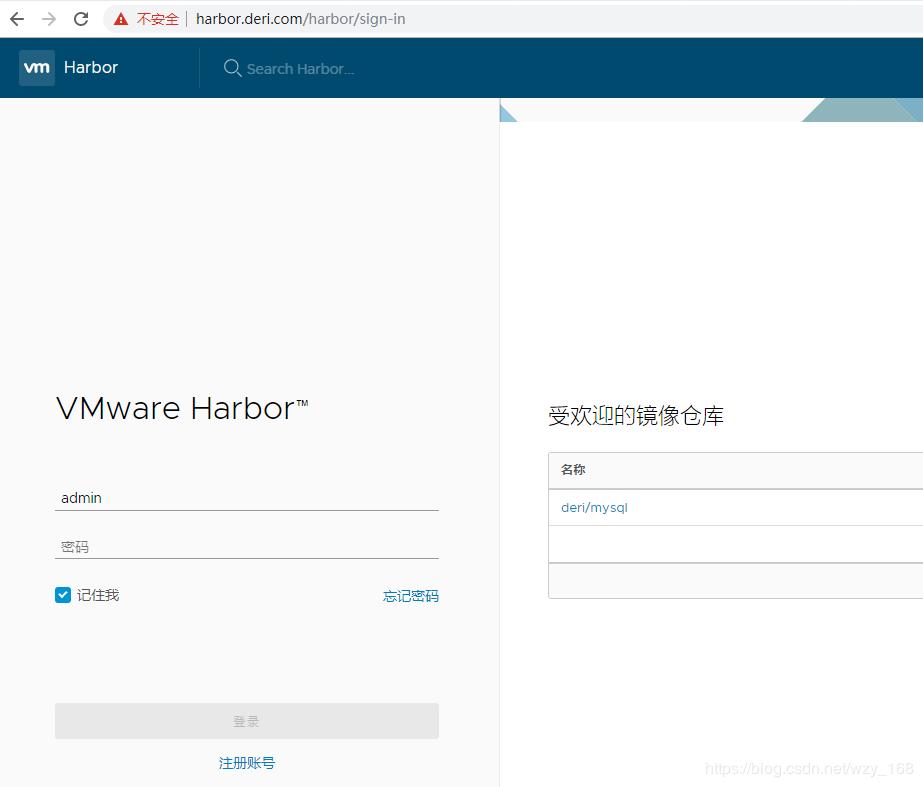 不安全 harbor.deri.com/harbor/sign-in
vm Harbor Search Harbor...
VMware Harbor™
admin
密码
记住我 忘记密码
登录
注册账号
受欢迎的镜像仓库
名称
deri/mysql
https://blog.csdn.net/wzy_168